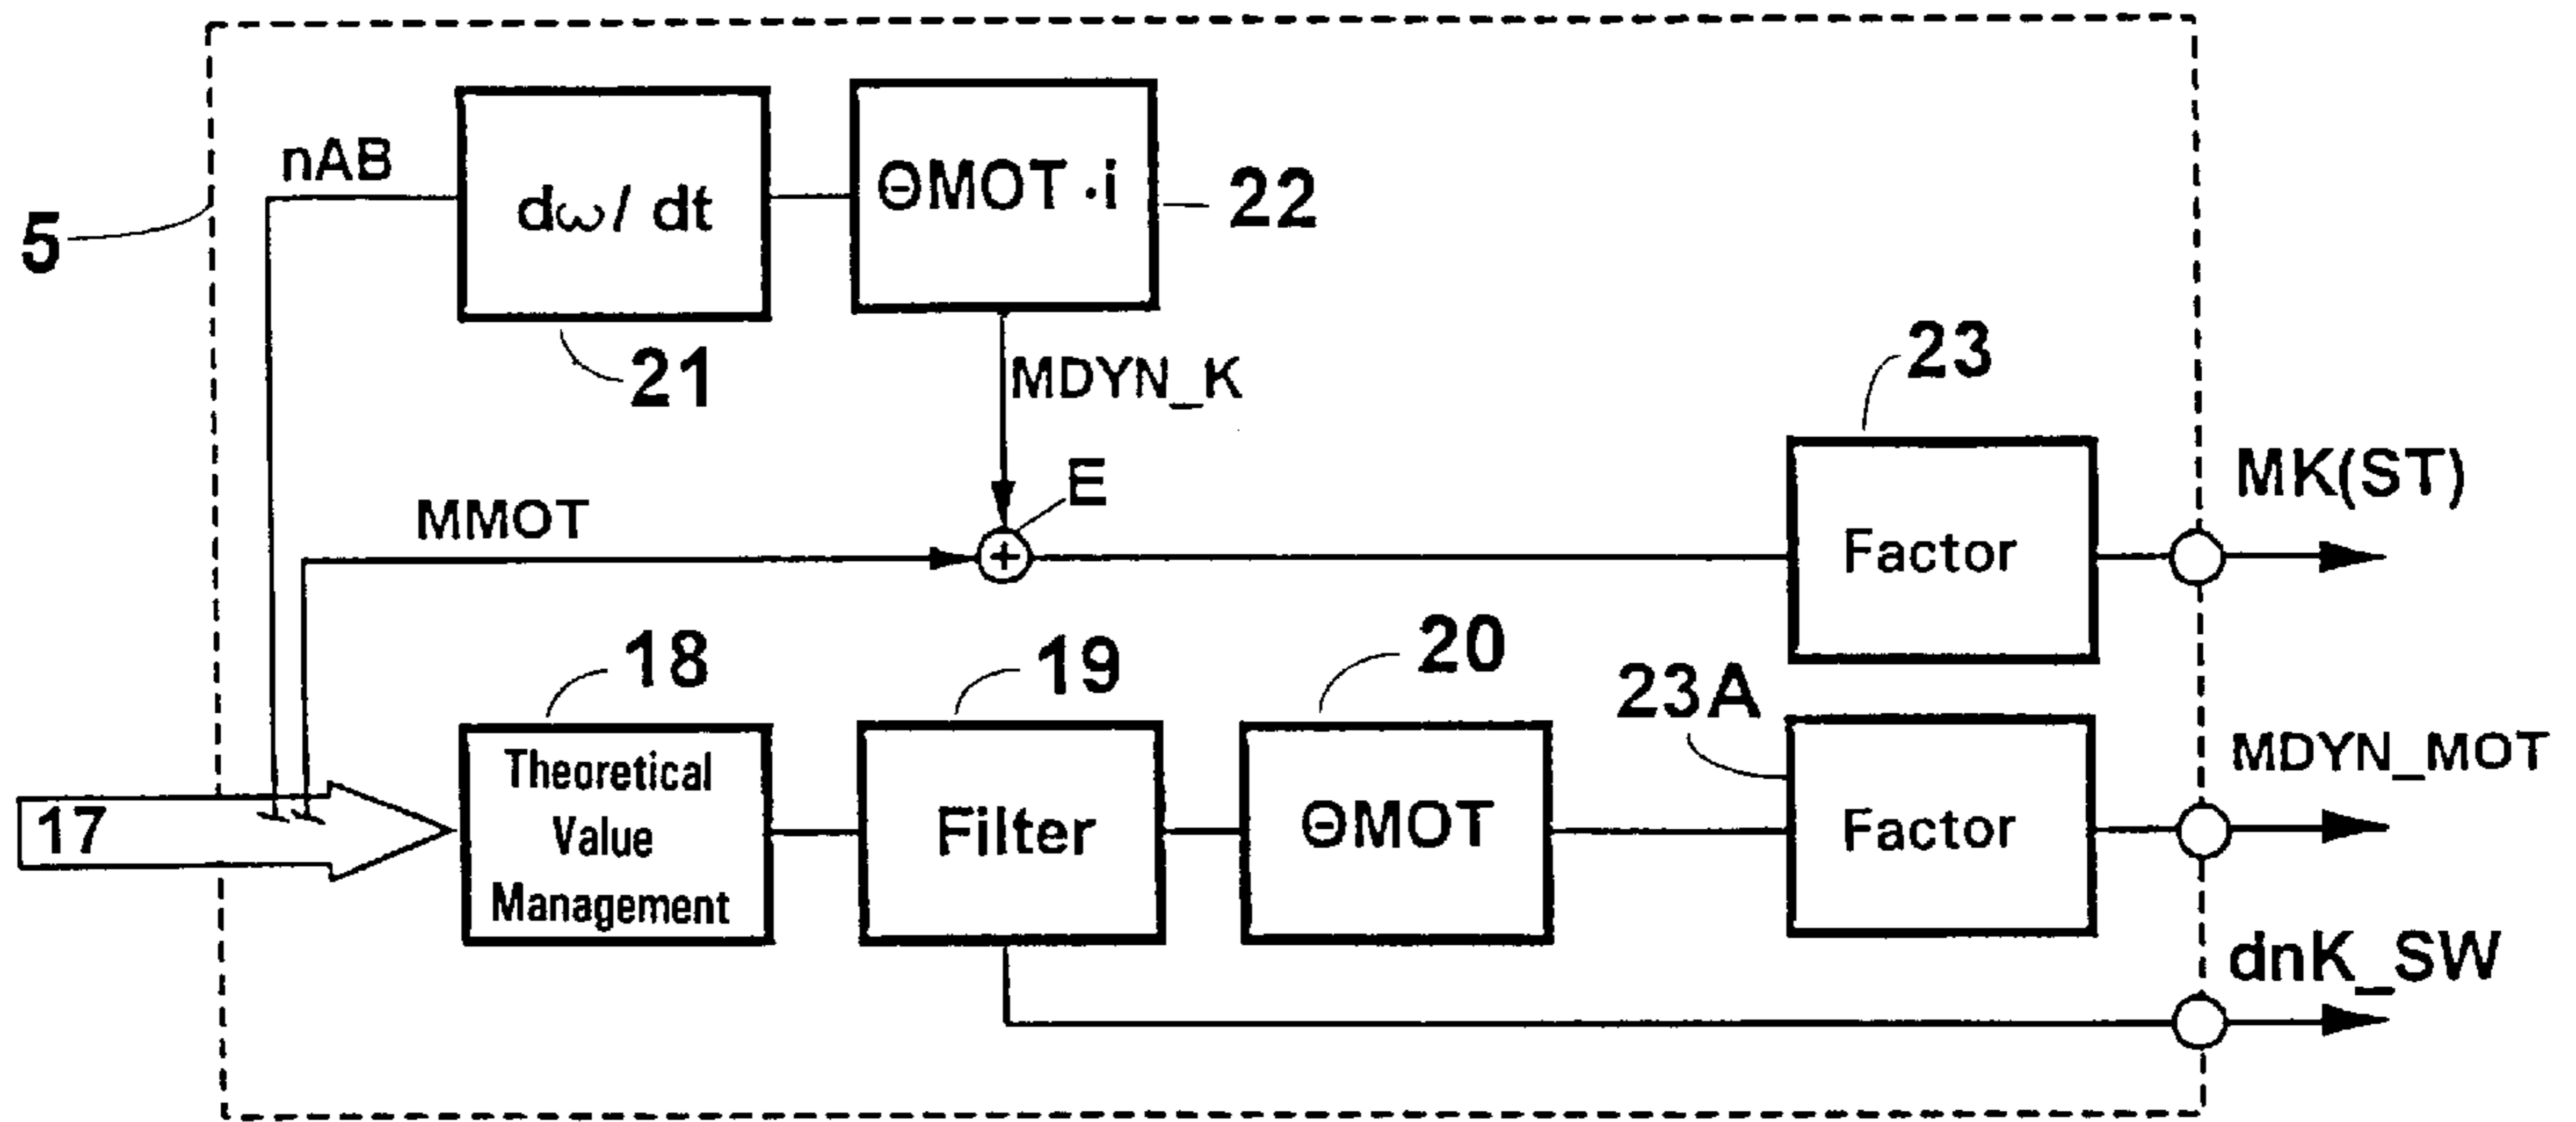 nAB
dω/ dt
ΘMOT ·i
22
5
21
MDYN_K
23
E
MK(ST)
MMOT
+
Factor
18
19
20
23A
MDYN_MOT
17
Theoretical
Value
Management
Filter
ΘMOT
Factor
dnK_SW